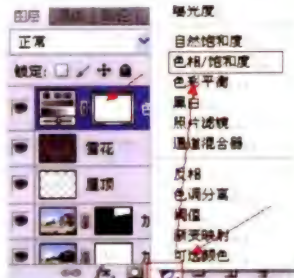 图层
正常
锁定:
色
雪花
屋顶
曝光度
自然饱和度
色相/饱和度
色彩平衡
黑白
照片滤镜
通道混合器
反相
色调分离
阈值
渐变映射
可选颜色
fx.